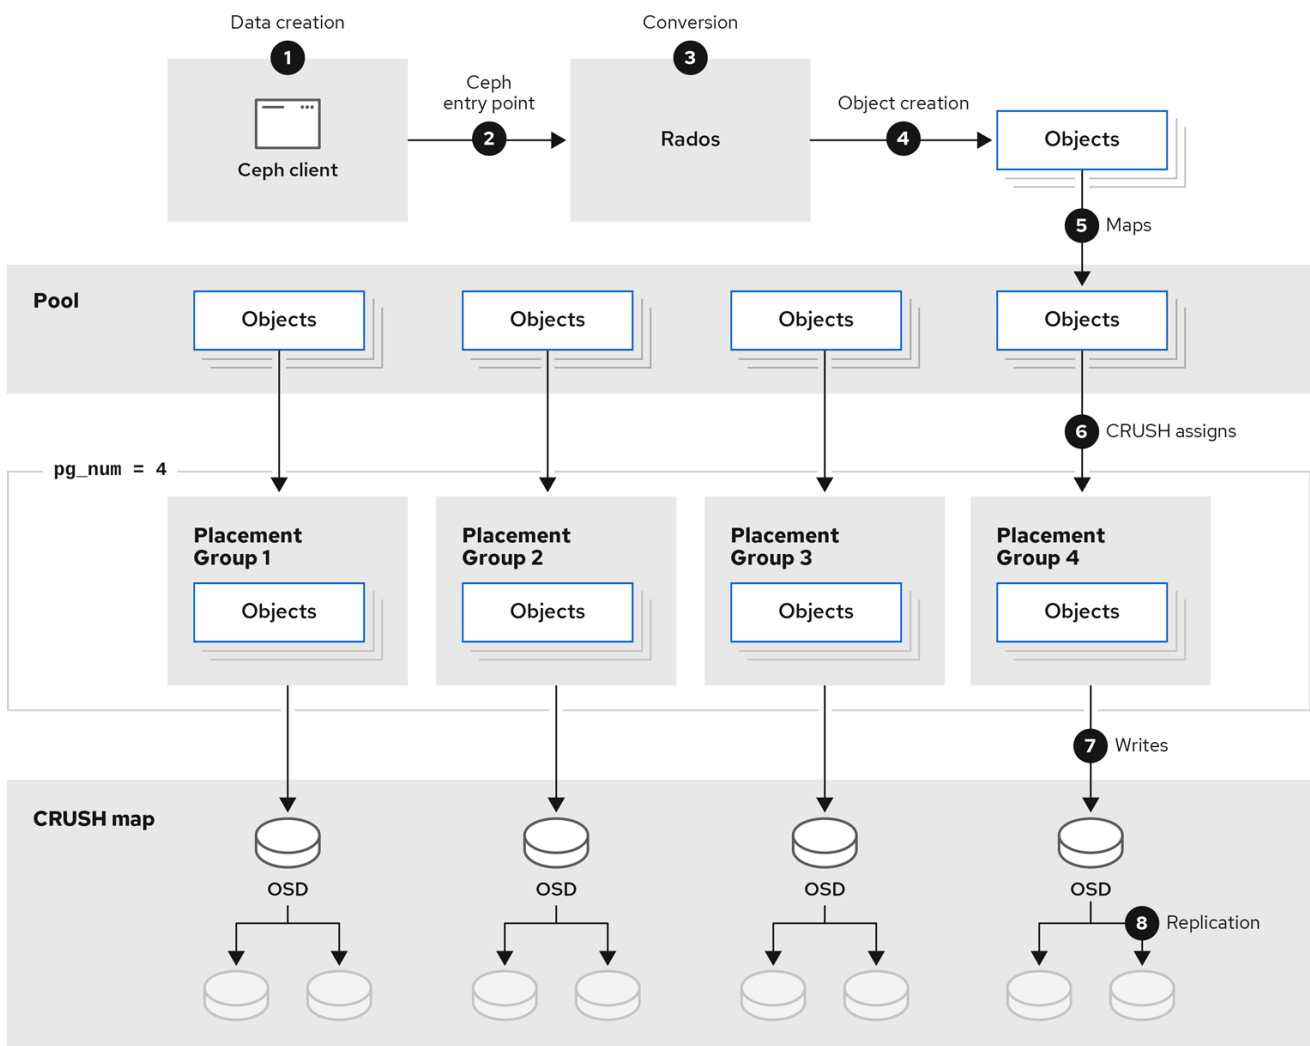 Data creation
1
Ceph client
Ceph
entry point
2
Conversion
3
Rados
Object creation
4
Objects
5 Maps
Pool
Objects
Objects
Objects
Objects
6 CRUSH assigns
pg_num = 4
Placement
Group 1
Objects
Placement
Group 2
Objects
Placement
Group 3
Objects
Placement
Group 4
Objects
7 Writes
CRUSH map
OSD
OSD
OSD
OSD
8 Replication